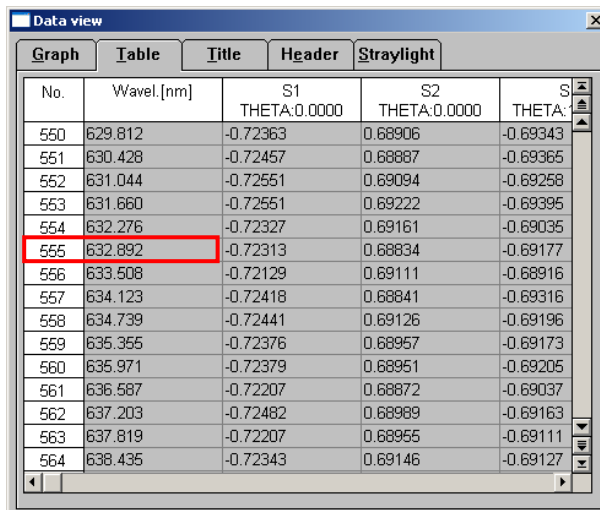 Data view
Graph Table Title Header Straylight
No. Wavel.[nm] S1 S2 S
THETA:0.0000 THETA:0.0000 THETA:
550 629.812 -0.72363 0.68906 -0.69343
551 630.428 -0.72457 0.68887 -0.69365
552 631.044 -0.72551 0.69094 -0.69258
553 631.660 -0.72551 0.69222 -0.69395
554 632.276 -0.72327 0.69161 -0.69035
555 632.892 -0.72313 0.68834 -0.69177
556 633.508 -0.72129 0.69111 -0.68916
557 634.123 -0.72418 0.68841 -0.69316
558 634.739 -0.72441 0.69126 -0.69196
559 635.355 -0.72376 0.68957 -0.69173
560 635.971 -0.72379 0.68951 -0.69205
561 636.587 -0.72207 0.68872 -0.69037
562 637.203 -0.72482 0.68989 -0.69163
563 637.819 -0.72207 0.68955 -0.69111
564 638.435 -0.72343 0.69146 -0.69127